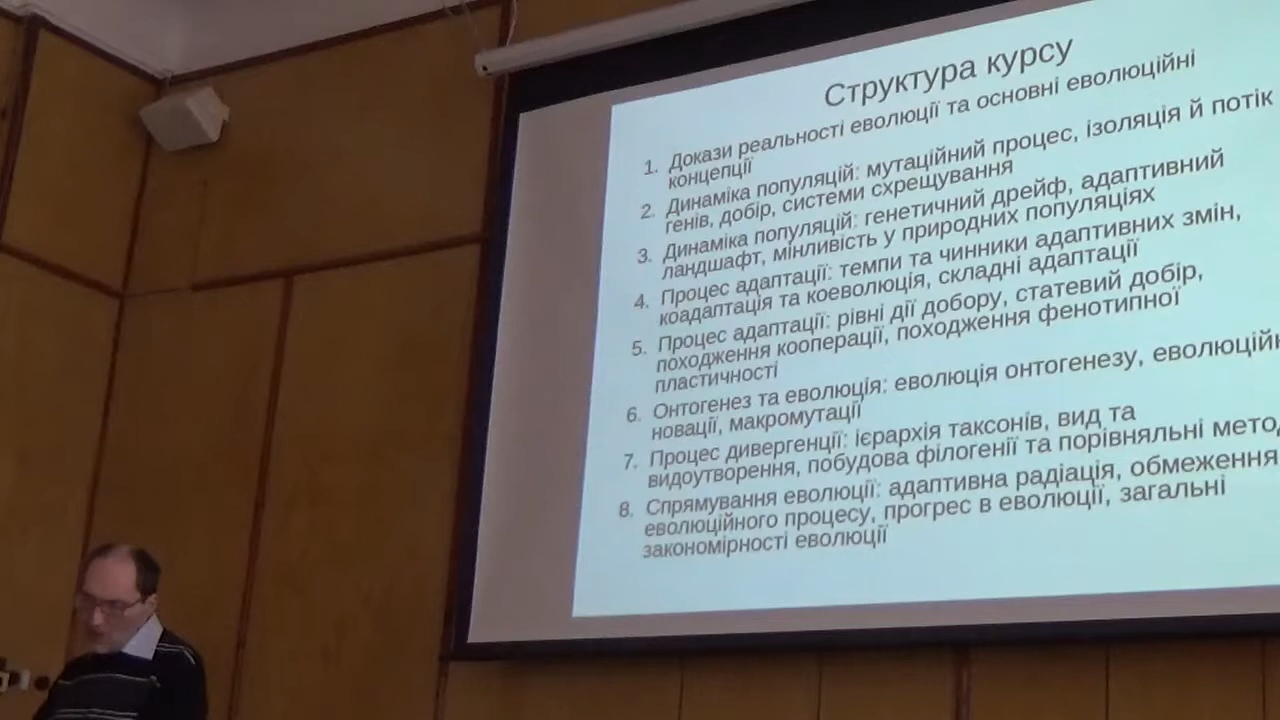 Структура курсу
1. Докази реальності еволюції та основні еволюційні
концепції
2. Динаміка популяцій: мутаційний процес, ізоляція й потік
генів, добір, системи схрещування
3. Динаміка популяцій: генетичний дрейф, адаптивний
ландшафт, мінливість у природних популяціях
4. Процес адаптації: темпи та чинники адаптивних змін,
коадаптація та коеволюція, складні адаптації
5. Процес адаптації: рівні дії добору, статевий добір,
походження кооперації, походження фенотипної
пластичності
6. Онтогенез та еволюція: еволюція онтогенезу,
новації, макромутації
7. Процес дивергенції: ієрархія таксонів, вид та
видоутворення, побудова філогенії та порівняльні
8. Спрямування еволюції: адаптивна радіація, обмеження
еволюційного процесу, прогрес в еволюції, загальні
закономірності еволюції